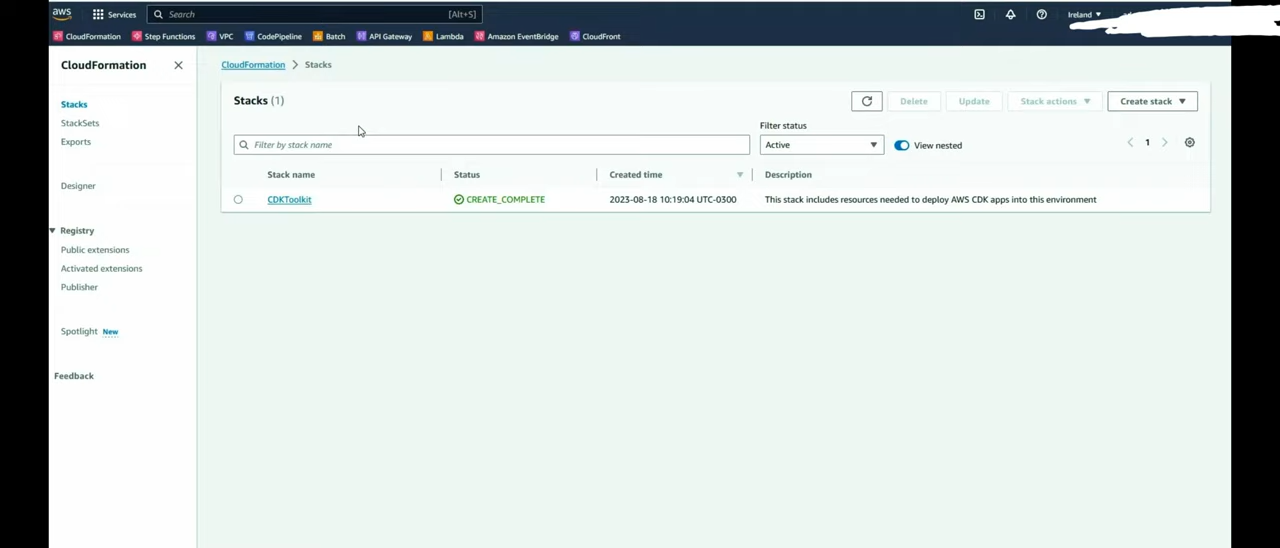 aws Services Search [Alt+S] Ireland
CloudFormation Step Functions VPC CodePipeline Batch API Gateway Lambda Amazon EventBridge CloudFront
CloudFormation
CloudFormation > Stacks
Stacks (1)
Delete Update Stack actions Create stack
Stacks
StackSets
Exports
Designer
Registry
Public extensions
Activated extensions
Publisher
Spotlight New
Feedback
Filter status
Filter by stack name Active View nested 1
Stack name Status Created time Description
CDKToolkit CREATE_COMPLETE 2023-08-18 10:19:04 UTC-0300 This stack includes resources needed to deploy AWS CDK apps into this environment